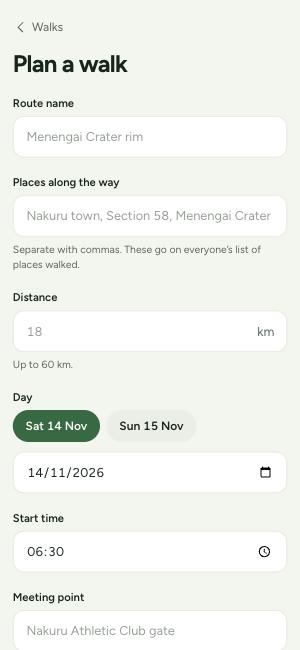 Walks
Plan a walk
Route name
Menengai Crater rim
Places along the way
Nakuru town, Section 58, Menengai Crater
Separate with commas. These go on everyone's list of
places walked.
Distance
18 km
Up to 60 km.
Day
Sat 14 Nov Sun 15 Nov
14/11/2026
Start time
06:30
Meeting point
Nakuru Athletic Club gate